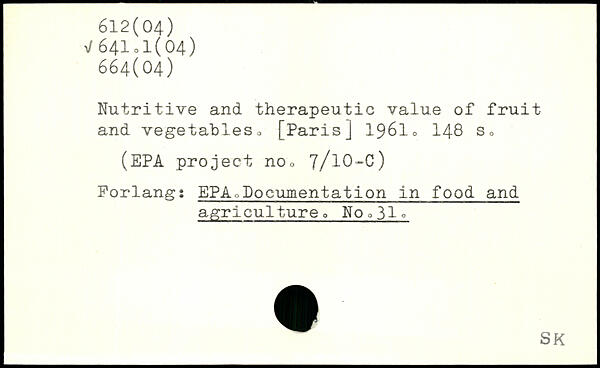 612(04)
√ 641.1(04)
664(04)
Nutritive and therapeutic value of fruit
and vegetables. [Paris] 1961. 148 s.
(EPA project no. 7/10-C)
Forlang: EPA.Documentation in food and
agriculture. No.31.
SK